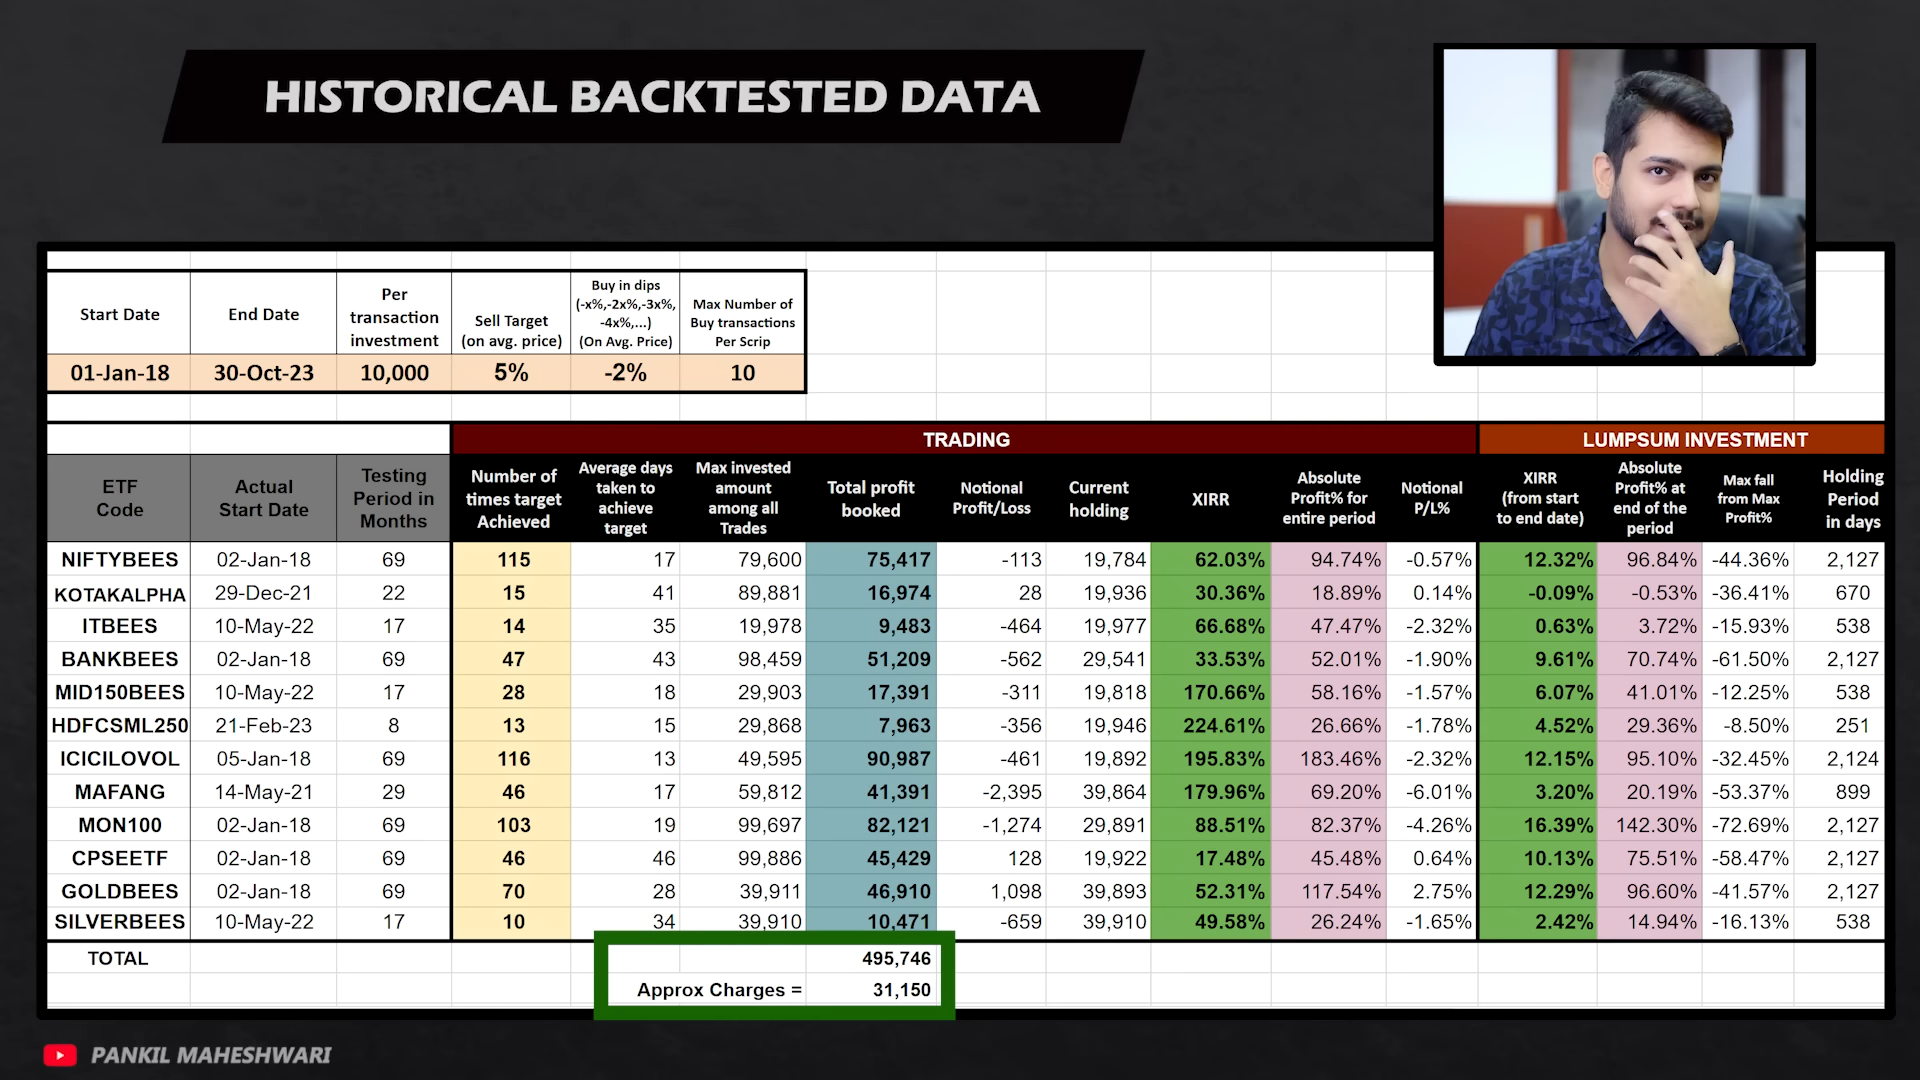 HISTORICAL BACKTESTED DATA
Start Date
End Date
Per
transaction
investment
Sell Target
(on avg. price)
Buy in dips
(-x%,-2x%,-3x%,
-4x%,...)
(On Avg. Price)
Max Number of
Buy transactions
Per Scrip
01-Jan-18 30-Oct-23 10,000 5% -2% 10
TRADING LUMPSUM INVESTMENT
ETF
Code
Actual
Start Date
Testing
Period in
Months
Number of
times target
Achieved
Average days
taken to
achieve
target
Max invested
amount
among all
Trades
Total profit
booked
Notional
Profit/Loss
Current
holding
XIRR
Absolute
Profit% for
entire period
Notional
P/L%
XIRR
(from start
to end date)
Absolute
Profit% at
end of the
period
Max fall
from Max
Profit%
Holding
Period
in days
NIFTYBEES 02-Jan-18 69 115 17 79,600 75,417 -113 19,784 62.03% 94.74% -0.57% 12.32% 96.84% -44.36% 2,127
KOTAKALPHA 29-Dec-21 22 15 41 89,881 16,974 28 19,936 30.36% 18.89% 0.14% -0.09% -0.53% -36.41% 670
ITBEES 10-May-22 17 14 35 19,978 9,483 -464 19,977 66.68% 47.47% -2.32% 0.63% 3.72% -15.93% 538
BANKBEES 02-Jan-18 69 47 43 98,459 51,209 -562 29,541 33.53% 52.01% -1.90% 9.61% 70.74% -61.50% 2,127
MID150BEES 10-May-22 17 28 18 29,903 17,391 -311 19,818 170.66% 58.16% -1.57% 6.07% 41.01% -12.25% 538
HDFCSML250 21-Feb-23 8 13 15 29,868 7,963 -356 19,946 224.61% 26.66% -1.78% 4.52% 29.36% -8.50% 251
ICICILOVOL 05-Jan-18 69 116 13 49,595 90,987 -461 19,892 195.83% 183.46% -2.32% 12.15% 95.10% -32.45% 2,124
MAFANG 14-May-21 29 46 17 59,812 41,391 -2,395 39,864 179.96% 69.20% -6.01% 3.20% 20.19% -53.37% 899
MON100 02-Jan-18 69 103 19 99,697 82,121 -1,274 29,891 88.51% 82.37% -4.26% 16.39% 142.30% -72.69% 2,127
CPSEETF 02-Jan-18 69 46 46 99,886 45,429 128 19,922 17.48% 45.48% 0.64% 10.13% 75.51% -58.47% 2,127
GOLDBEES 02-Jan-18 69 70 28 39,911 46,910 1,098 39,893 52.31% 117.54% 2.75% 12.29% 96.60% -41.57% 2,127
SILVERBEES 10-May-22 17 10 34 39,910 10,471 -659 39,910 49.58% 26.24% -1.65% 2.42% 14.94% -16.13% 538
TOTAL 495,746
Approx Charges = 31,150
PANKIL MAHESHWARI